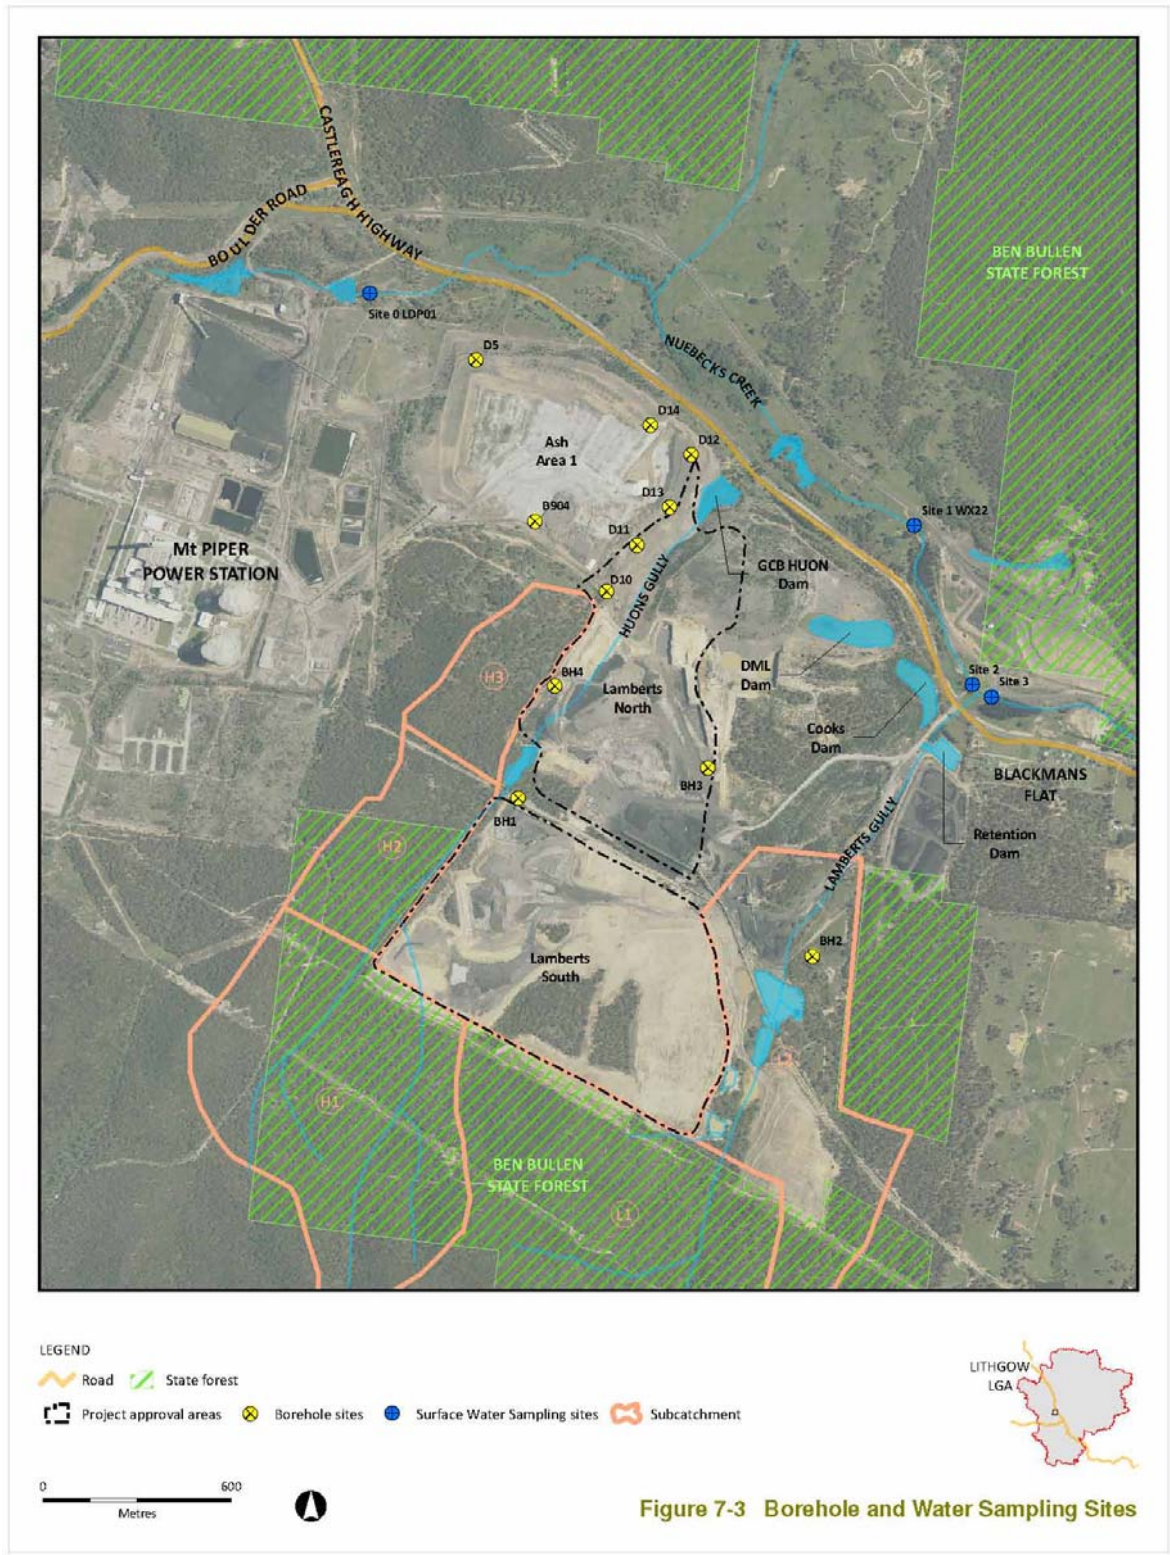 CASTLEREAGH HIGHWAY
BOULDER ROAD
BEN BULLEN
STATE FOREST
Site 0 LDP01
D5
NUEBECKS CREEK
D14
D12
Ash
Area 1
D13
B904
Site 1 WX22
D11
Mt PIPER
POWER STATION
GCB HUON
Dam
D10
HUONS GULLY
H3
BH4
DML
Dam
Site 2
Site 3
Lamberts
North
Cooks
Dam
BH3
BLACKMANS
FLAT
BH1
LAMBERTS GULLY
Retention
Dam
H2
BH2
Lamberts
South
H1
BEN BULLEN
STATE FOREST
L1
LEGEND
Road
State forest
Project approval areas
Borehole sites
Surface Water Sampling sites
Subcatchment
LITHGOW
LGA
0 600
Metres
Figure 7-3 Borehole and Water Sampling Sites